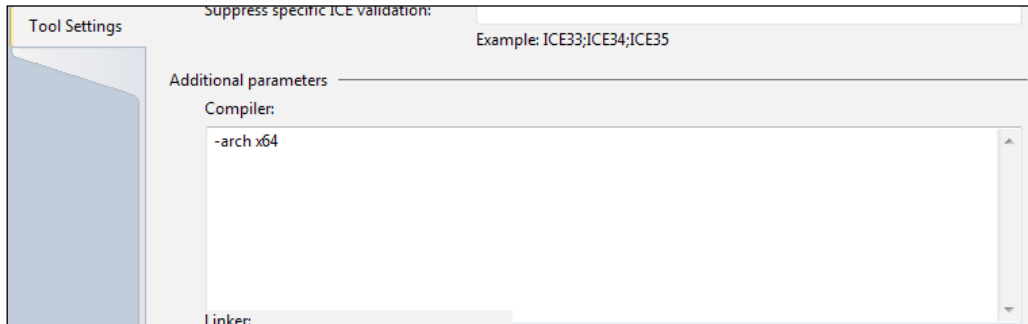 Suppress specific ICE validation:
Tool Settings
Example: ICE33;ICE34;ICE35
Additional parameters
Compiler:
-arch x64
Linker: